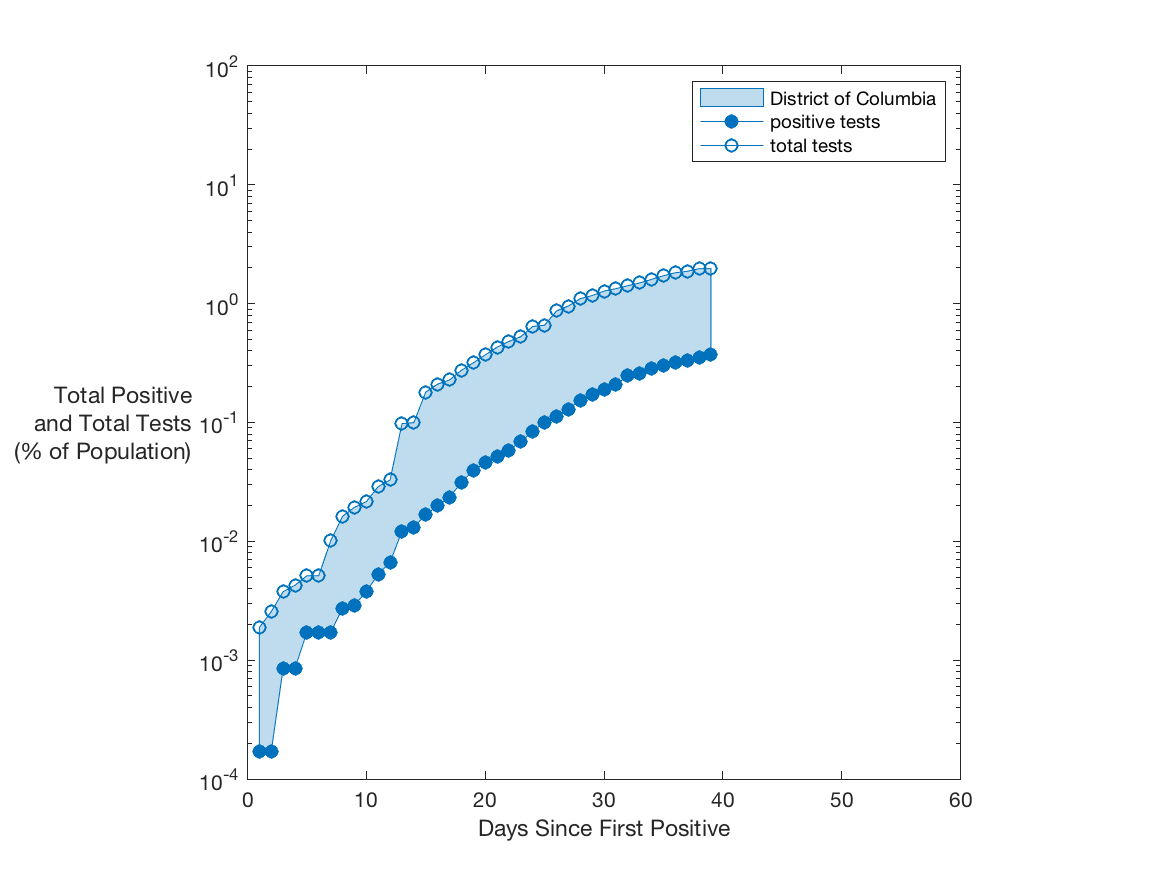 10^2
10^1
10^0
10^-1
10^-2
10^-3
10^-4
Total Positive
and Total Tests
(% of Population)
District of Columbia
positive tests
total tests
0 10 20 30 40 50 60
Days Since First Positive